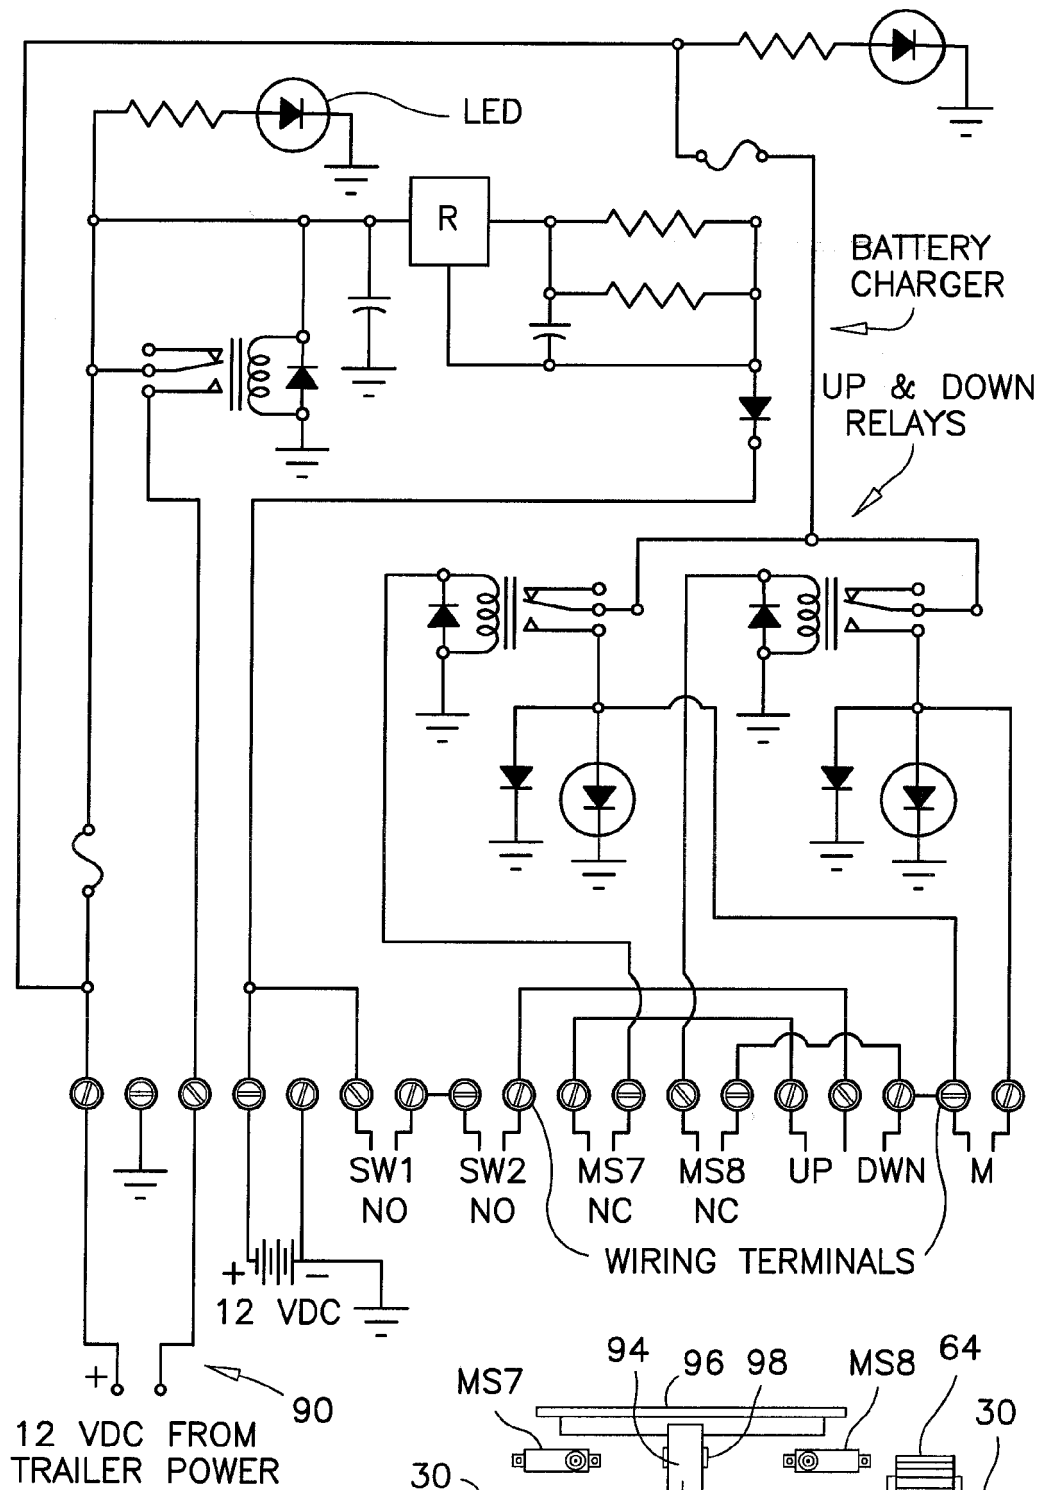 LED
R
BATTERY
CHARGER
UP & DOWN
RELAYS
SW1
NO
SW2
NO
MS7
NC
MS8
NC
UP
DWN
M
WIRING TERMINALS
+
−
12 VDC
+
90
12 VDC FROM
TRAILER POWER
94
96
98
MS7
MS8
64
30
30